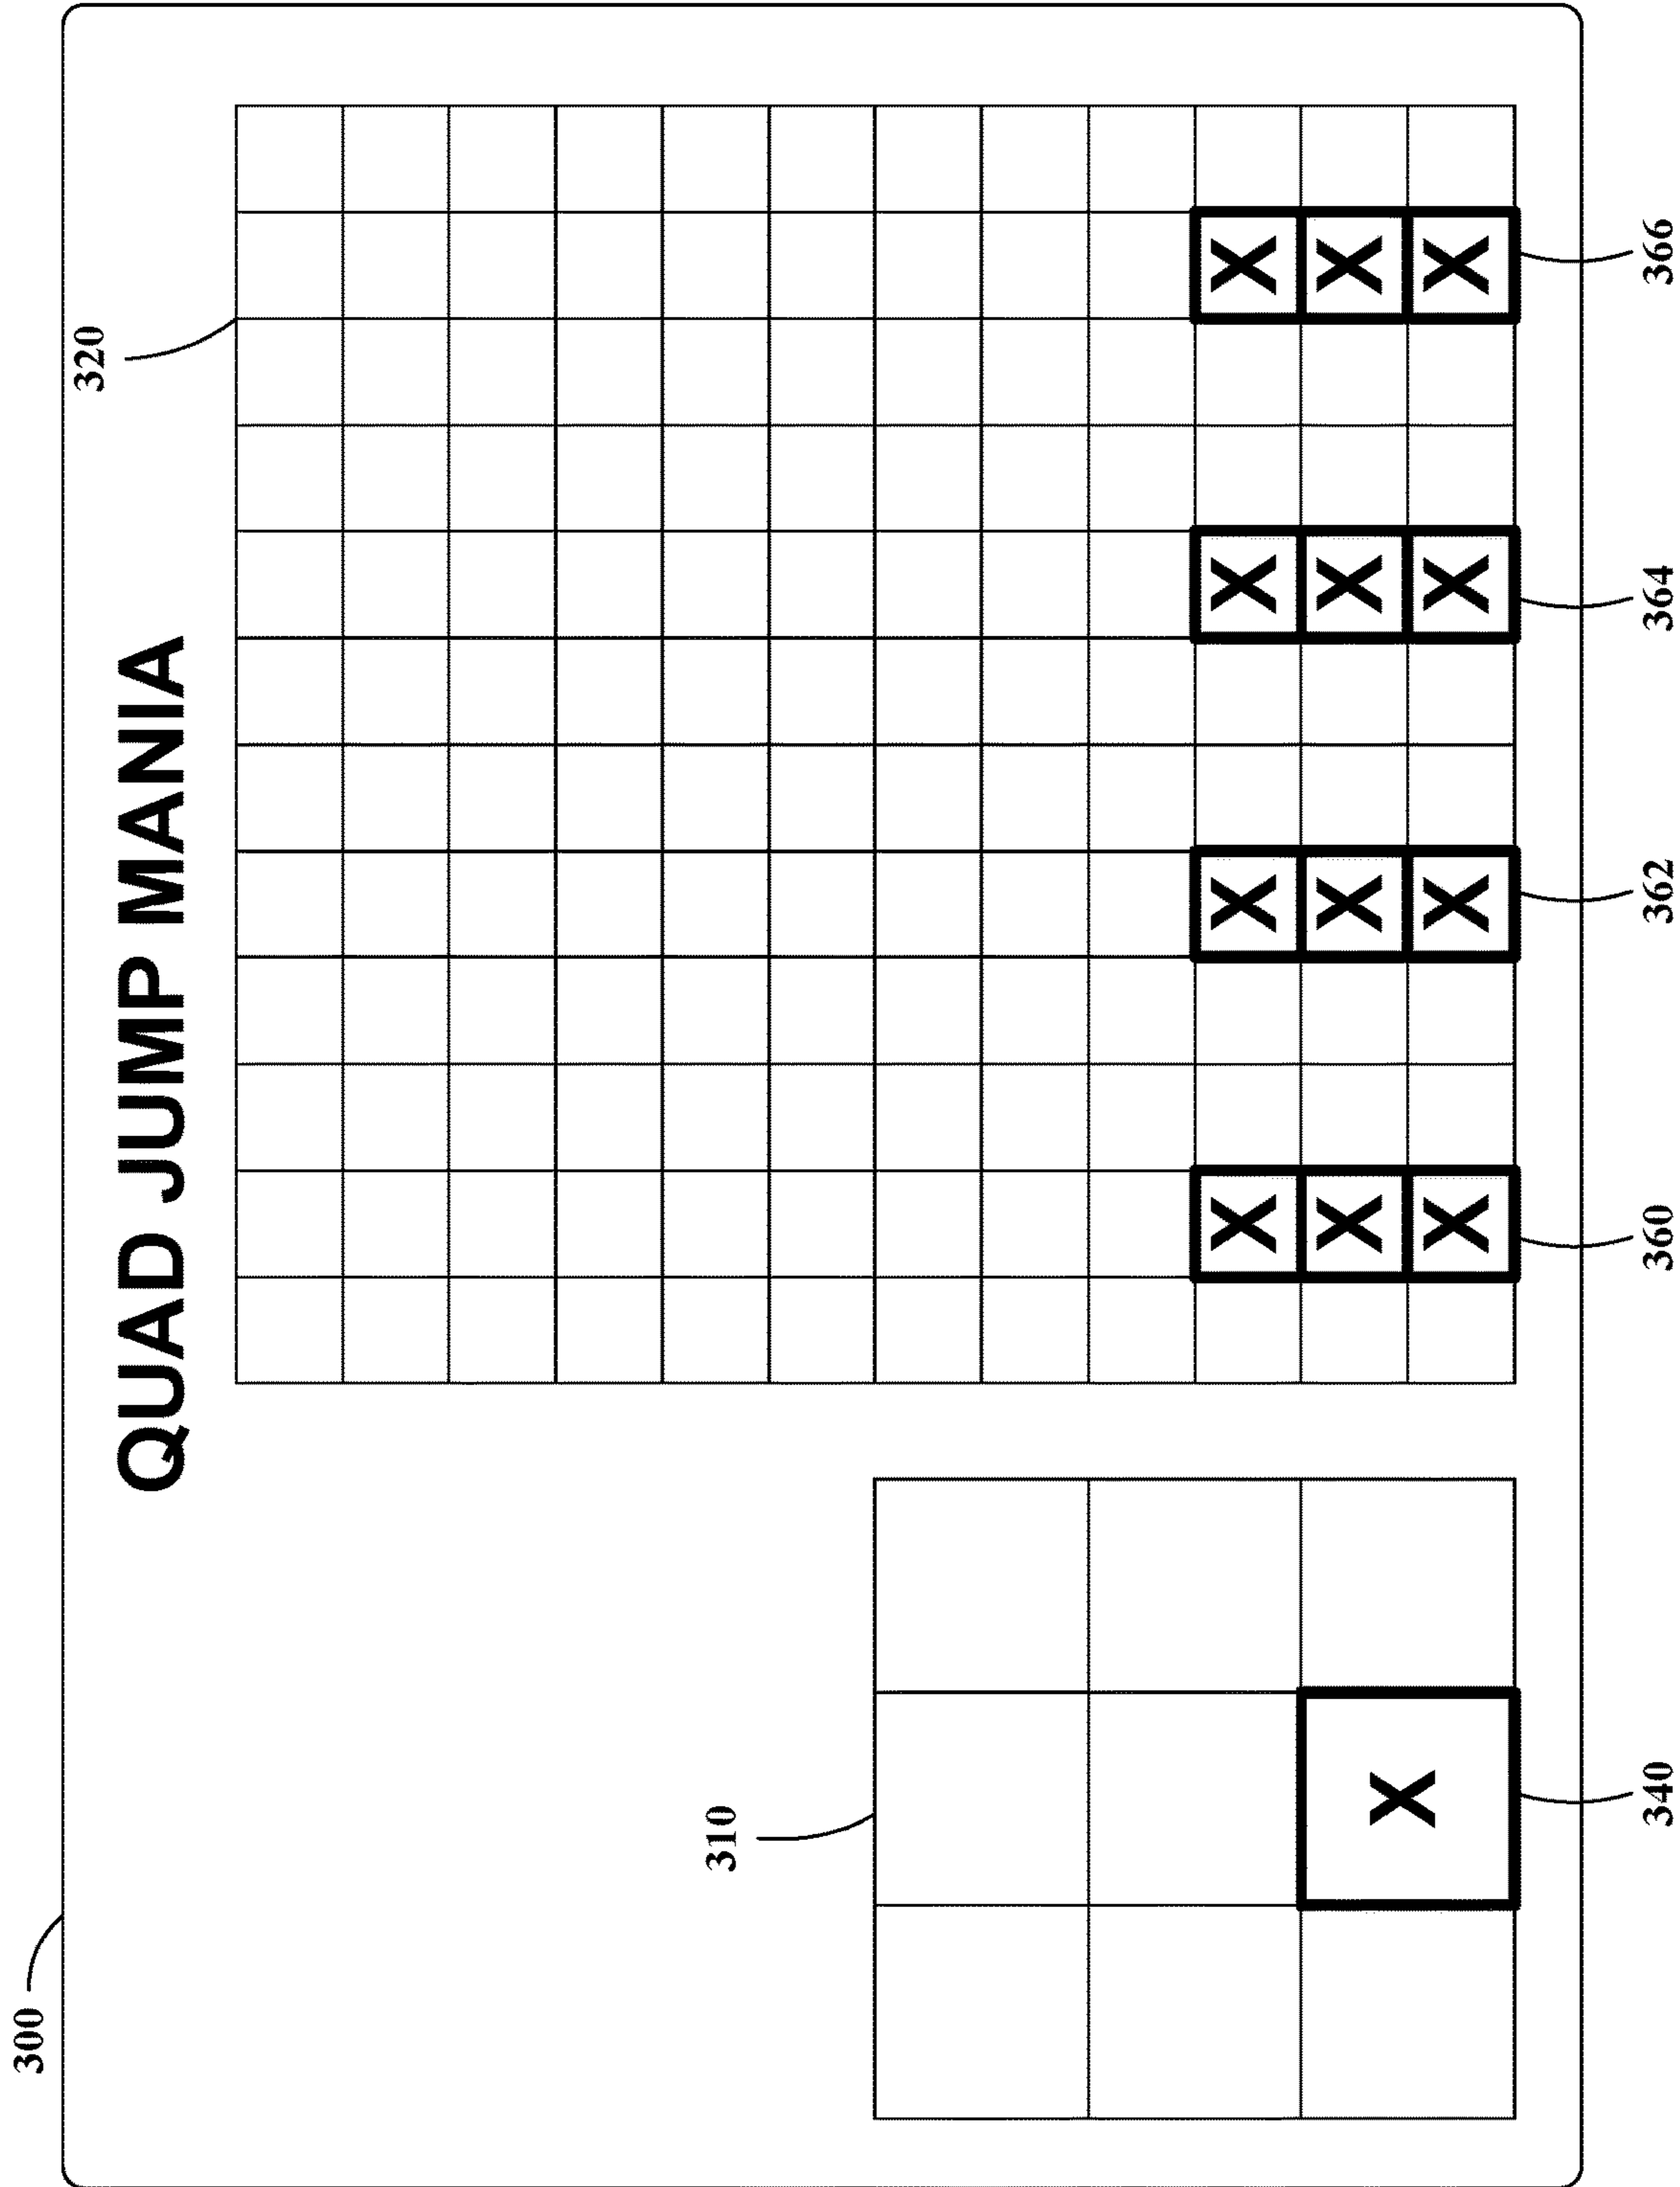 300
QUAD JUMP MANIA
320
310
X X X X
X X X X
X X X X X
340 360 362 364 366